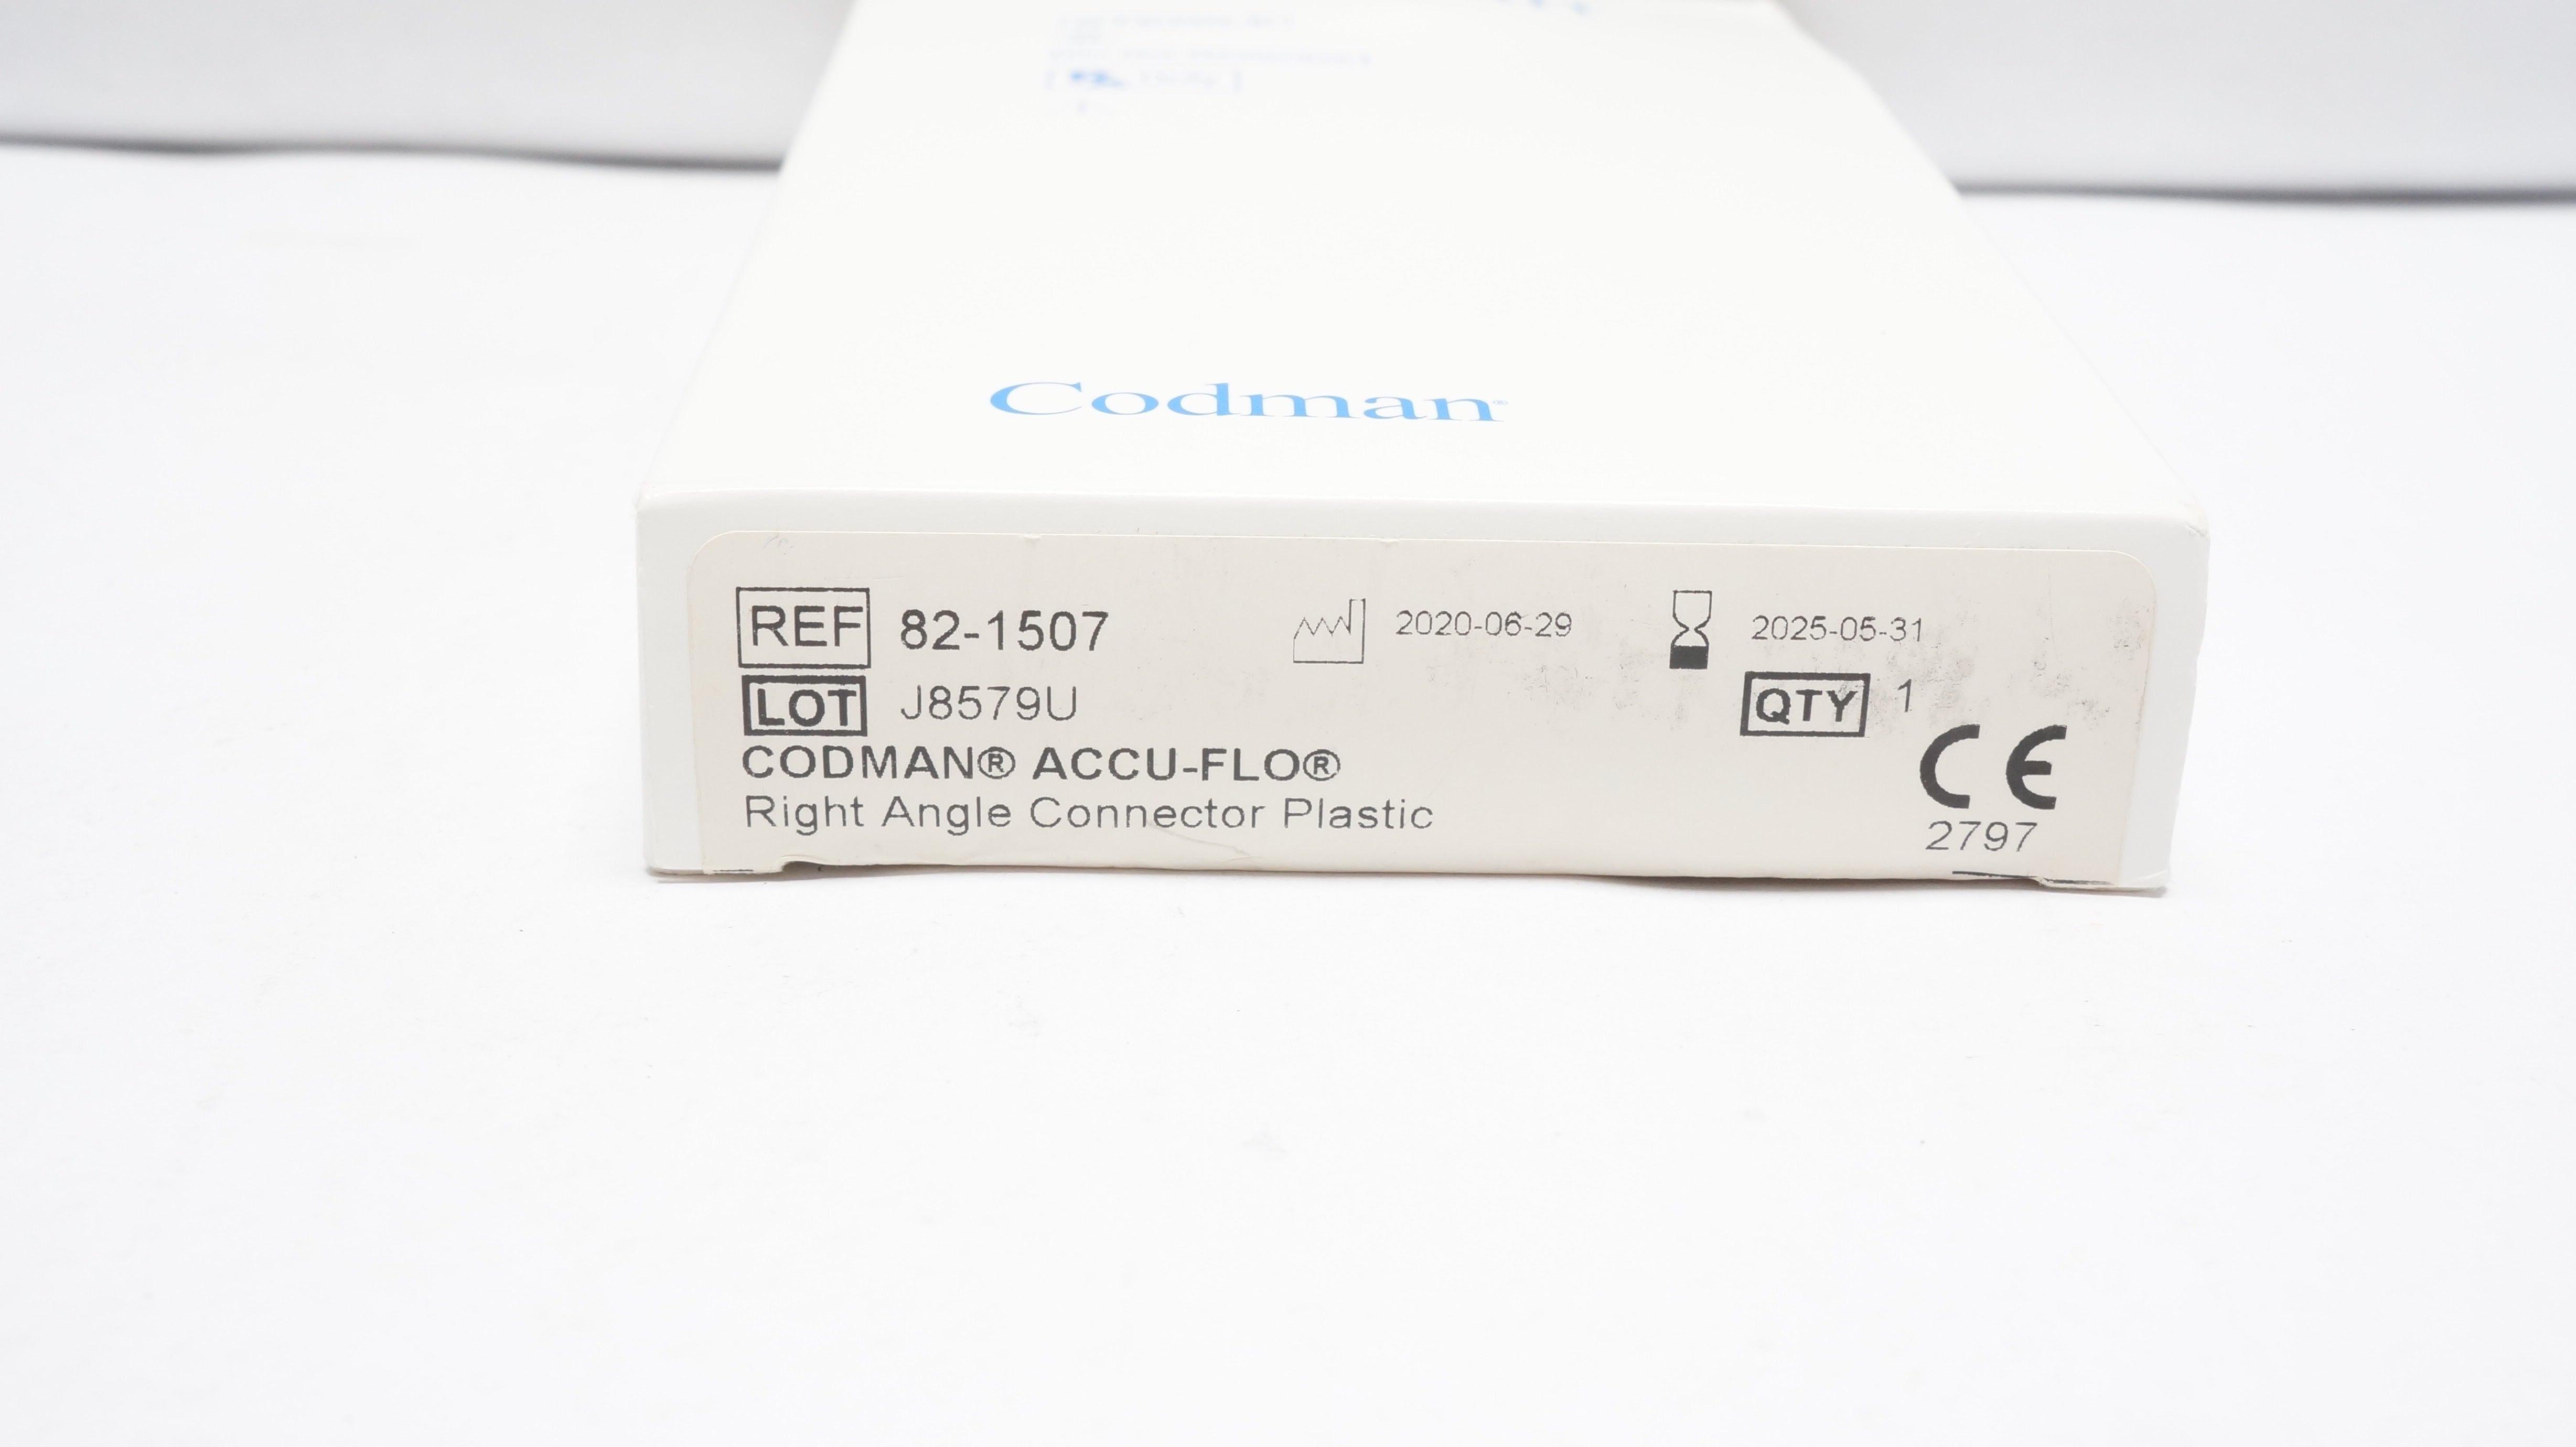 Codman®
REF 82-1507 2020-06-29 2025-05-31
LOT J8579U QTY 1
CODMAN® ACCU-FLO®
Right Angle Connector Plastic
CE
2797